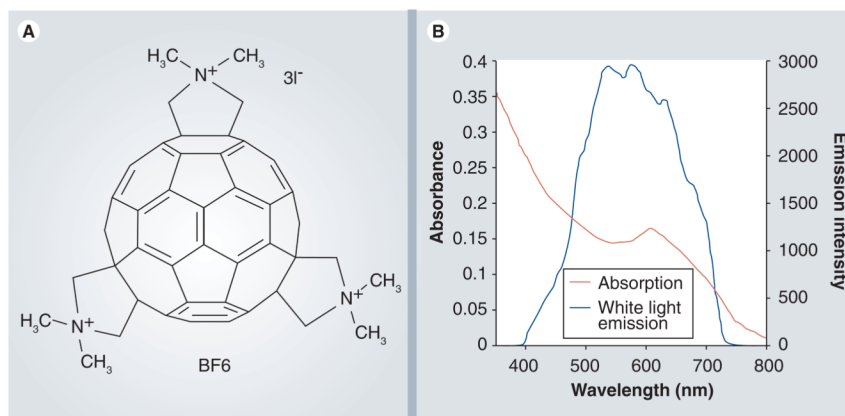 A
H₃C
CH₃
N⁺
3I⁻
H₃C
N⁺
CH₃
N⁺
CH₃
CH₃
BF6
B
0.4
0.35
0.3
0.25
0.2
0.15
0.1
0.05
0
Absorbance
3000
2500
2000
1500
1000
500
0
Emission intensity
Absorption
White light
emission
400 500 600 700 800
Wavelength (nm)